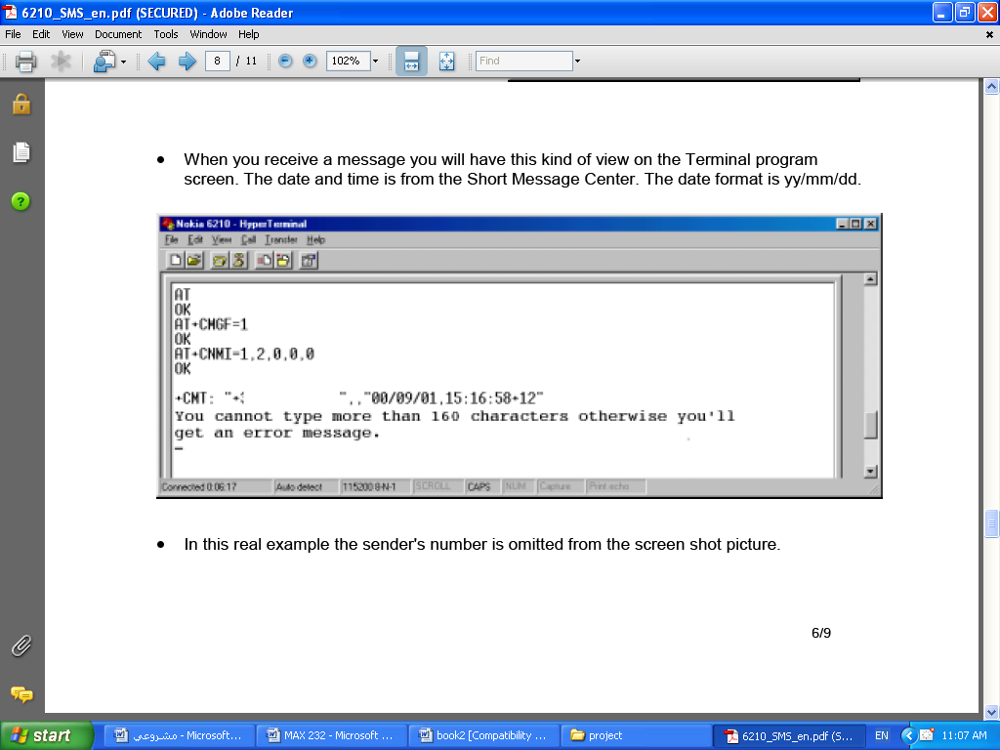 6210_SMS_en.pdf (SECURED) - Adobe Reader
File Edit View Document Tools Window Help
8 / 11 102% Find
• When you receive a message you will have this kind of view on the Terminal program
screen. The date and time is from the Short Message Center. The date format is yy/mm/dd.
Nokia 6210 - HyperTerminal
File Edit View Call Transfer Help
AT
OK
AT+CMGF=1
OK
AT+CNMI=1,2,0,0,0
OK
+CMT: "+ ",,"00/09/01,15:16:58+12"
You cannot type more than 160 characters otherwise you'll
get an error message.
Connected 0:06:17 Auto detect 115200 8-N-1 SCROLL CAPS NUM Capture Print echo
• In this real example the sender's number is omitted from the screen shot picture.
6/9
start مشروعي - Microsoft... MAX 232 - Microsoft ... book2 [Compatibility ... project 6210_SMS_en.pdf (S... EN 11:07 AM